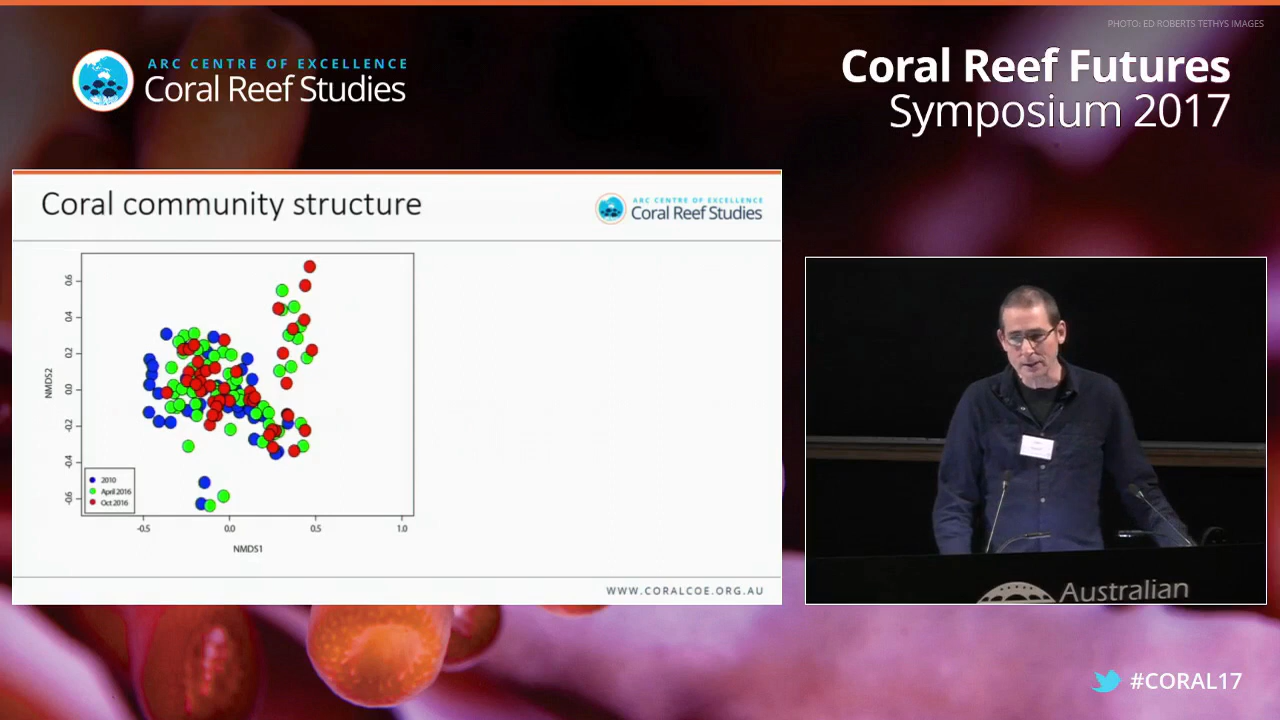 PHOTO: ED ROBERTS TETHYS IMAGES
ARC CENTRE OF EXCELLENCE
Coral Reef Studies
Coral Reef Futures
Symposium 2017
Coral community structure
ARC CENTRE OF EXCELLENCE
Coral Reef Studies
NMDS2
0.6
0.4
0.2
0.0
-0.2
-0.4
-0.6
2010
April 2016
Oct 2016
-0.5 0.0 0.5 1.0
NMDS1
WWW.CORALCOE.ORG.AU
Australian
#CORAL17